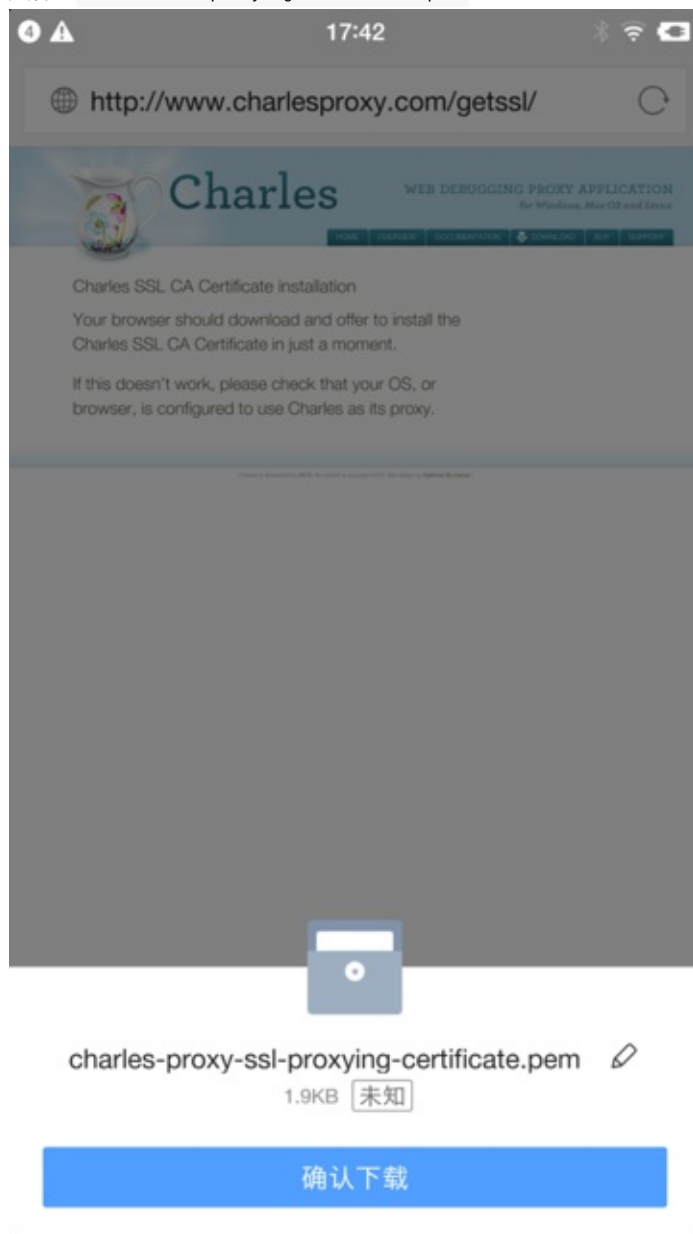 4
17:42
http://www.charlesproxy.com/getssl/
Charles
WEB DEBUGGING PROXY APPLICATION
for Windows, Mac OS and Linux
HOME OVERVIEW DOCUMENTATION DOWNLOAD BUY SUPPORT
Charles SSL CA Certificate installation
Your browser should download and offer to install the
Charles SSL CA Certificate in just a moment.
If this doesn't work, please check that your OS, or
browser, is configured to use Charles as its proxy.
charles-proxy-ssl-proxying-certificate.pem
1.9KB 未知
确认下载